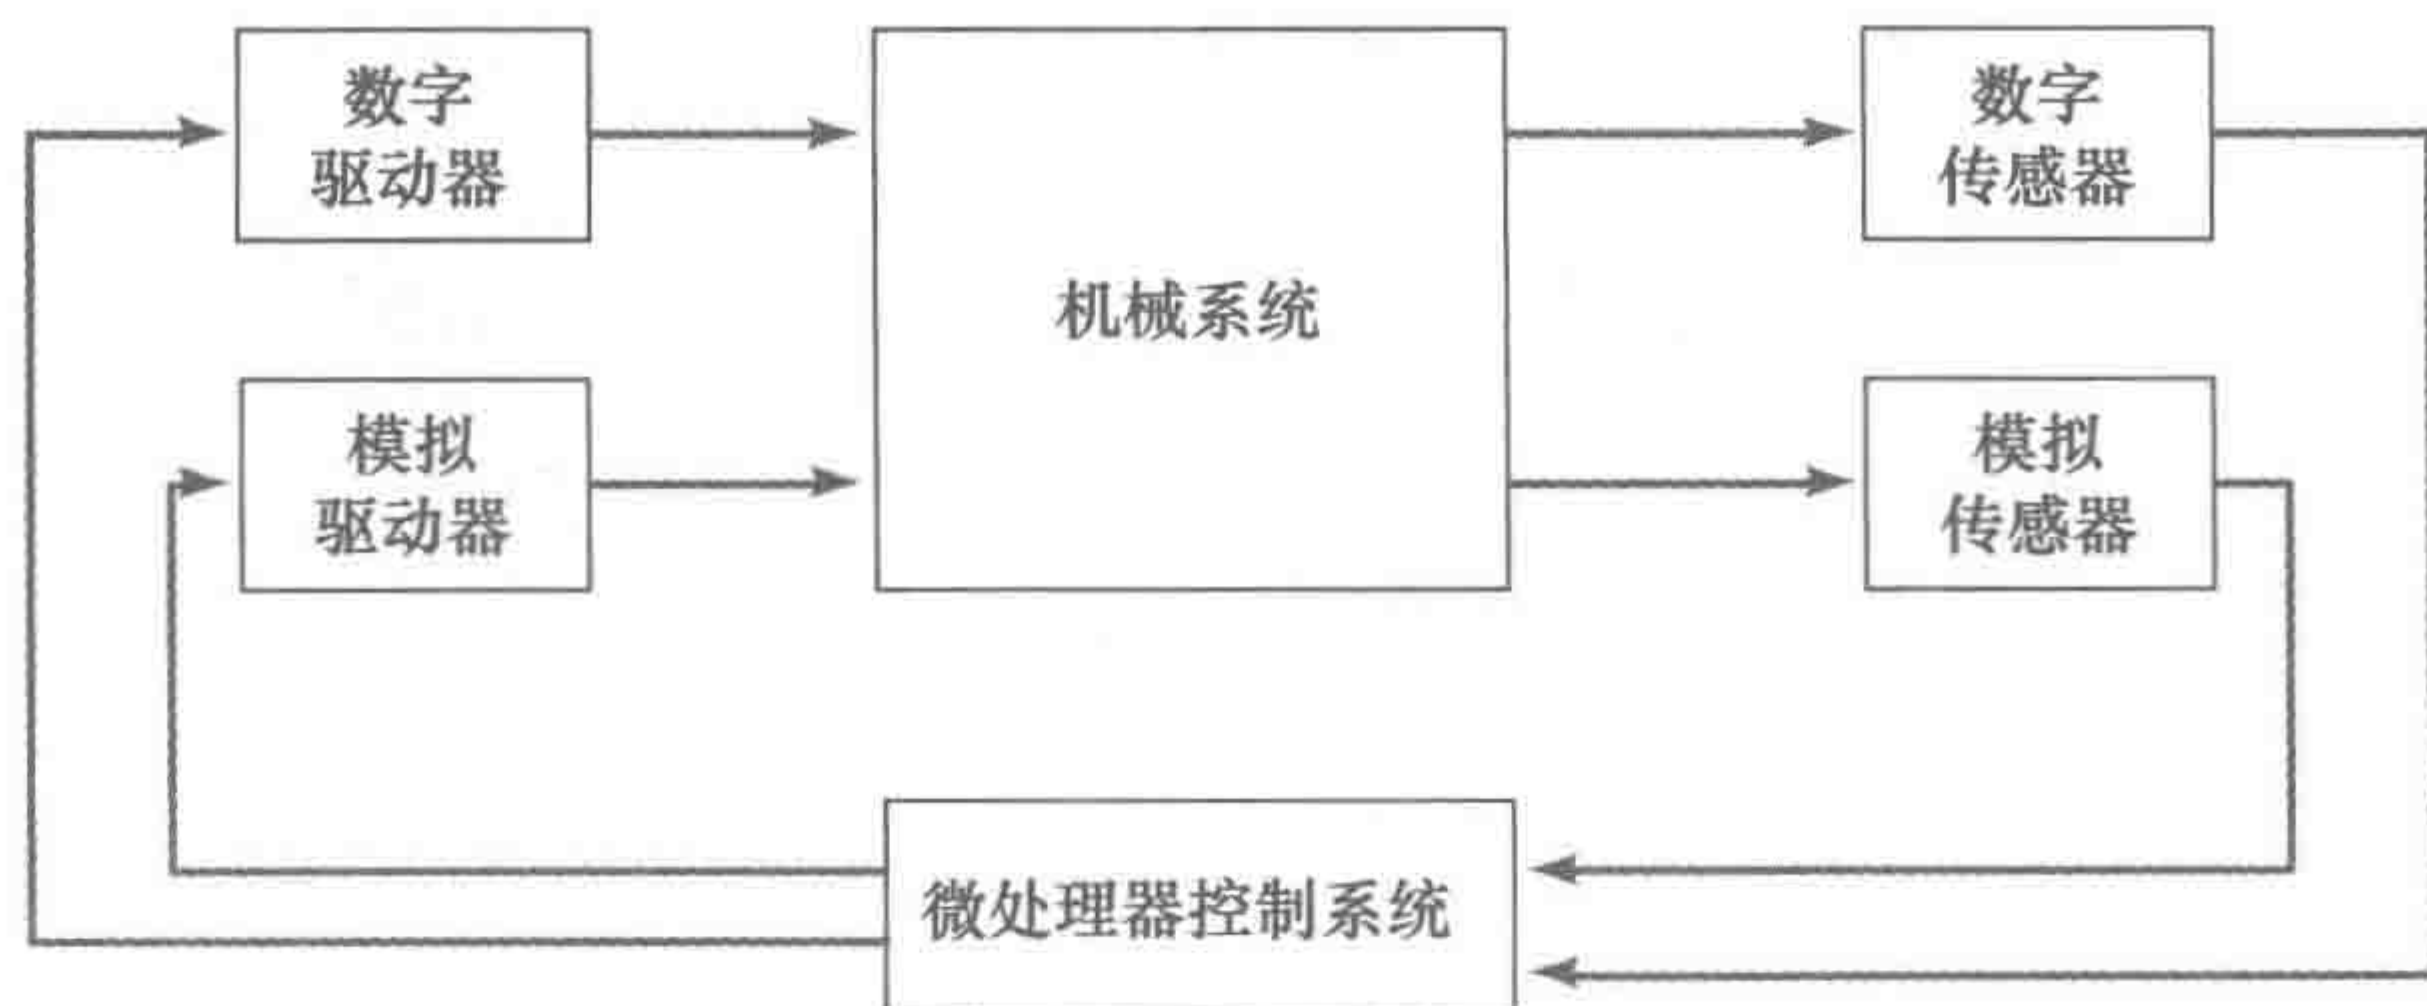 数字
驱动器
机械系统
数字
传感器
模拟
驱动器
模拟
传感器
微处理器控制系统